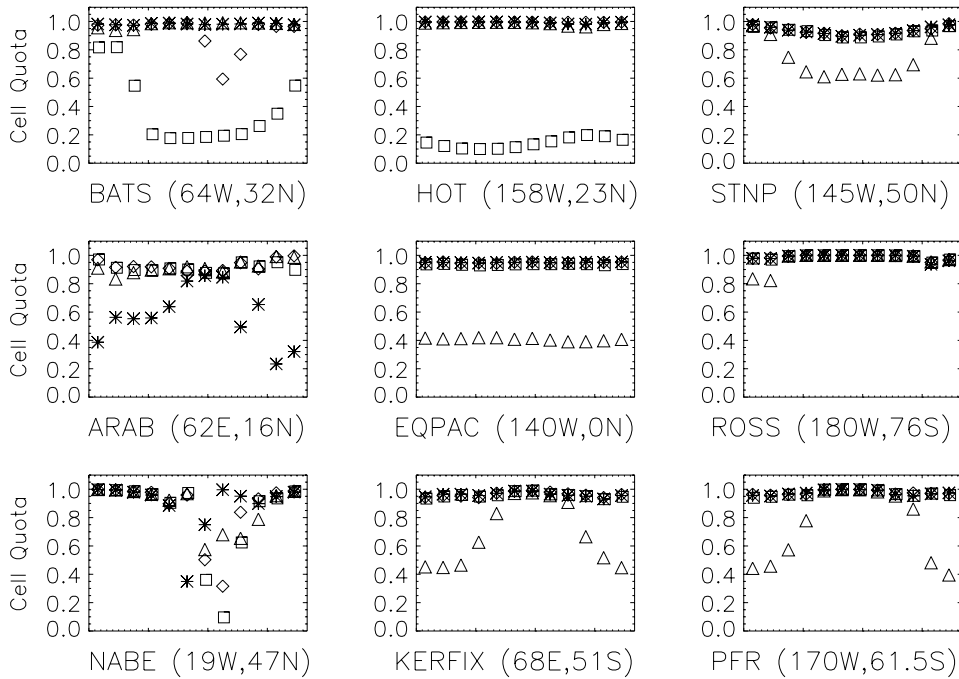 Cell Quota
1.0 1.0 1.0
0.8 0.8 0.8
0.6 0.6 0.6
0.4 0.4 0.4
0.2 0.2 0.2
0.0 0.0 0.0
BATS (64W,32N) HOT (158W,23N) STNP (145W,50N)
Cell Quota
1.0 1.0 1.0
0.8 0.8 0.8
0.6 0.6 0.6
0.4 0.4 0.4
0.2 0.2 0.2
0.0 0.0 0.0
ARAB (62E,16N) EQPAC (140W,0N) ROSS (180W,76S)
Cell Quota
1.0 1.0 1.0
0.8 0.8 0.8
0.6 0.6 0.6
0.4 0.4 0.4
0.2 0.2 0.2
0.0 0.0 0.0
NABE (19W,47N) KERFIX (68E,51S) PFR (170W,61.5S)